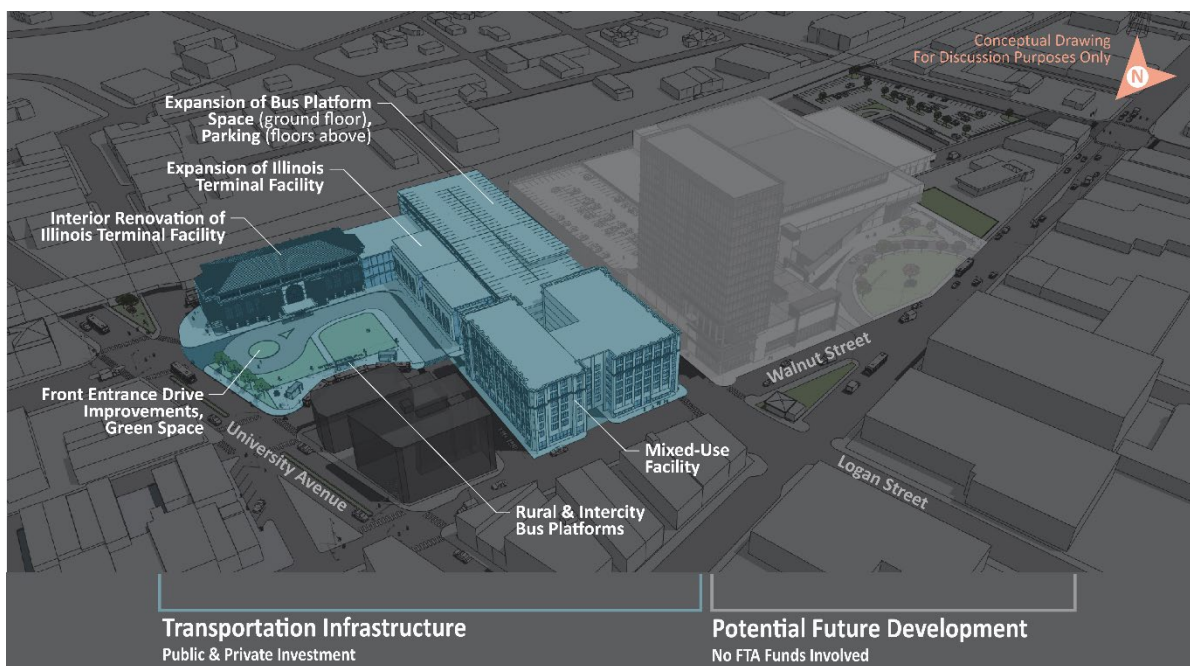 Conceptual Drawing
For Discussion Purposes Only
N
Expansion of Bus Platform
Space (ground floor),
Parking (floors above)
Expansion of Illinois
Terminal Facility
Interior Renovation of
Illinois Terminal Facility
Front Entrance Drive
Improvements,
Green Space
University Avenue
Rural & Intercity
Bus Platforms
Mixed-Use
Facility
Walnut Street
Logan Street
Transportation Infrastructure
Public & Private Investment
Potential Future Development
No FTA Funds Involved